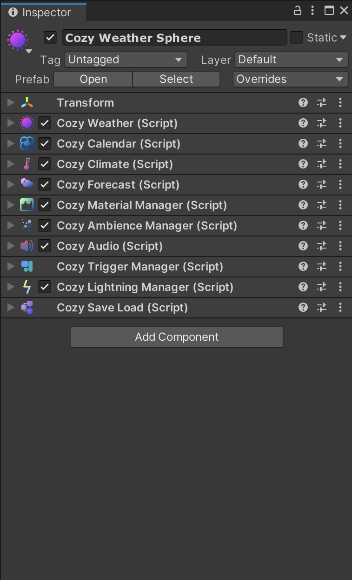 Inspector
Cozy Weather Sphere Static
Tag Untagged Layer Default
Prefab Open Select Overrides
Transform
Cozy Weather (Script)
Cozy Calendar (Script)
Cozy Climate (Script)
Cozy Forecast (Script)
Cozy Material Manager (Script)
Cozy Ambience Manager (Script)
Cozy Audio (Script)
Cozy Trigger Manager (Script)
Cozy Lightning Manager (Script)
Cozy Save Load (Script)
Add Component